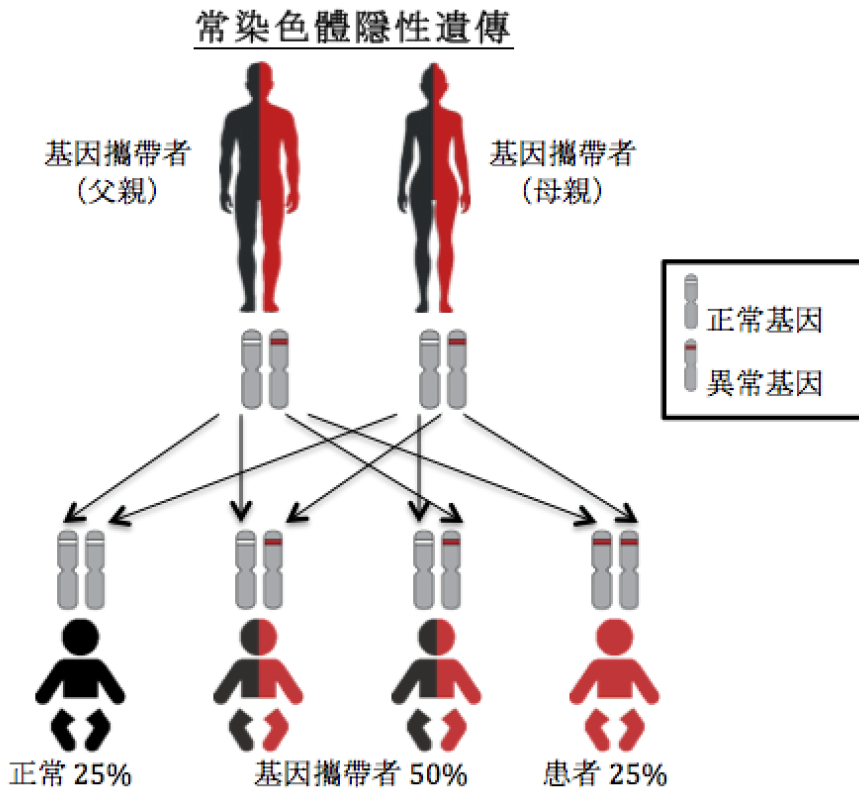 常染色體隱性遺傳
基因攜帶者
（父親）
基因攜帶者
（母親）
正常基因
異常基因
正常 25%
基因攜帶者 50%
患者 25%